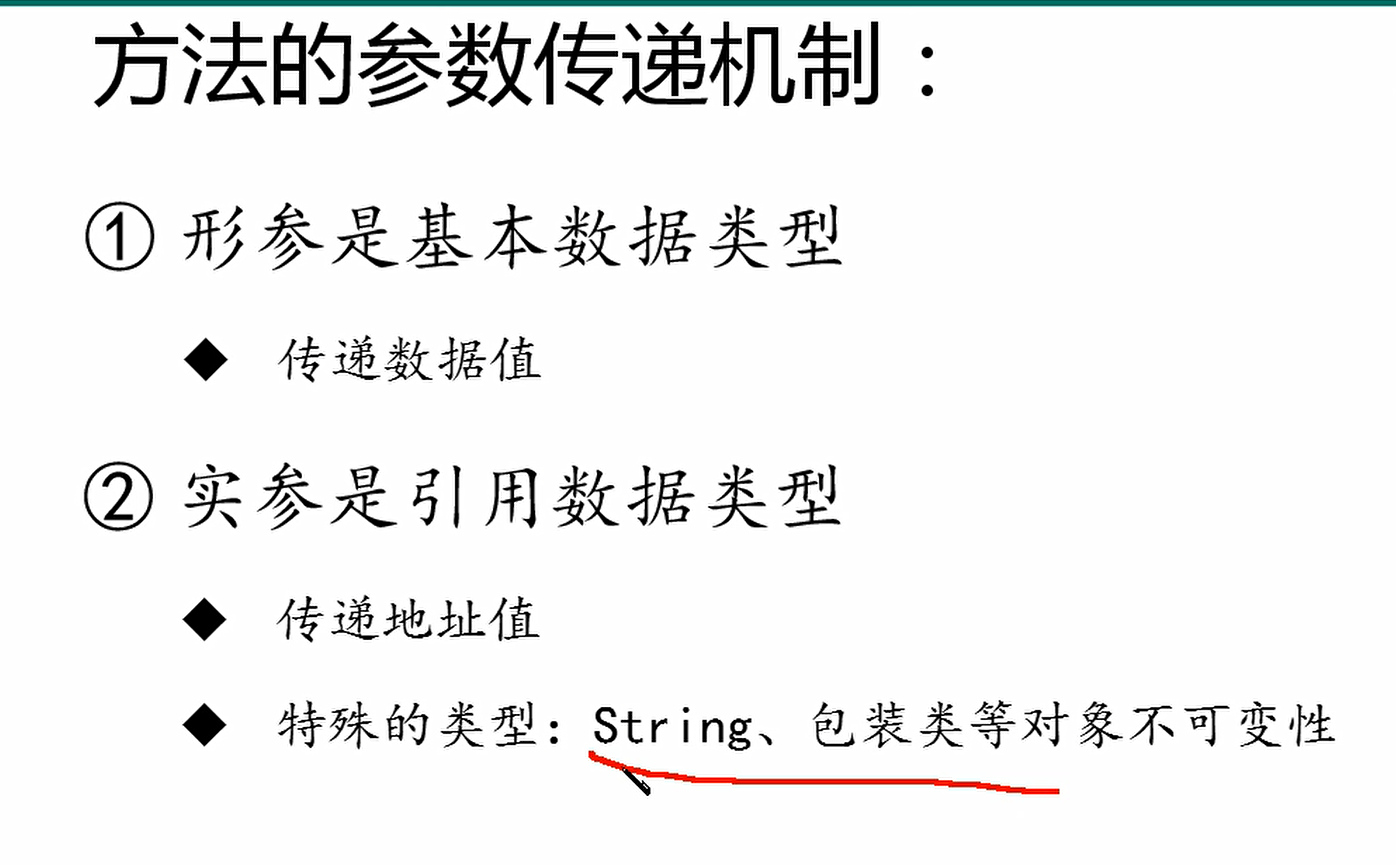 方法的参数传递机制：
① 形参是基本数据类型
◆ 传递数据值
② 实参是引用数据类型
◆ 传递地址值
◆ 特殊的类型：String、包装类等对象不可变性